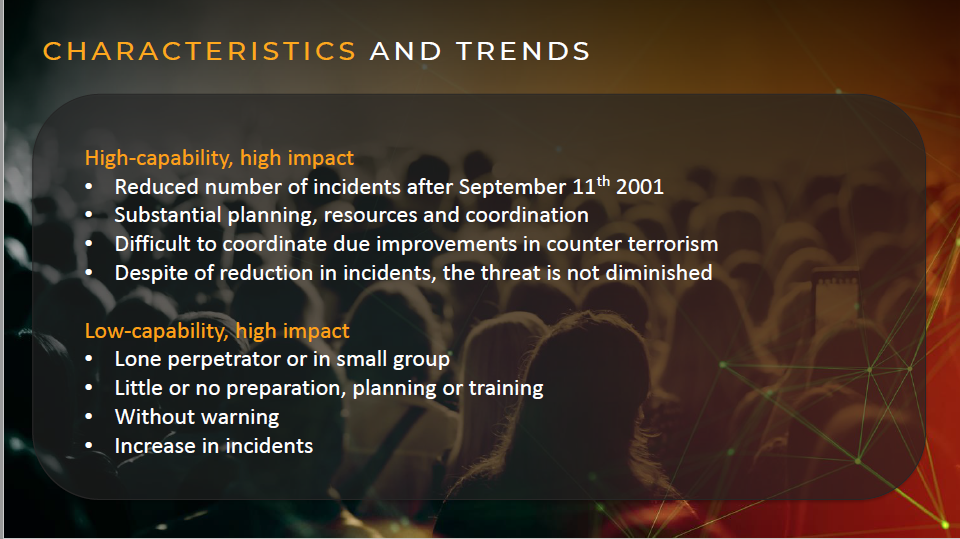 CHARACTERISTICS AND TRENDS
High-capability, high impact
• Reduced number of incidents after September 11th 2001
• Substantial planning, resources and coordination
• Difficult to coordinate due improvements in counter terrorism
• Despite of reduction in incidents, the threat is not diminished
Low-capability, high impact
• Lone perpetrator or in small group
• Little or no preparation, planning or training
• Without warning
• Increase in incidents